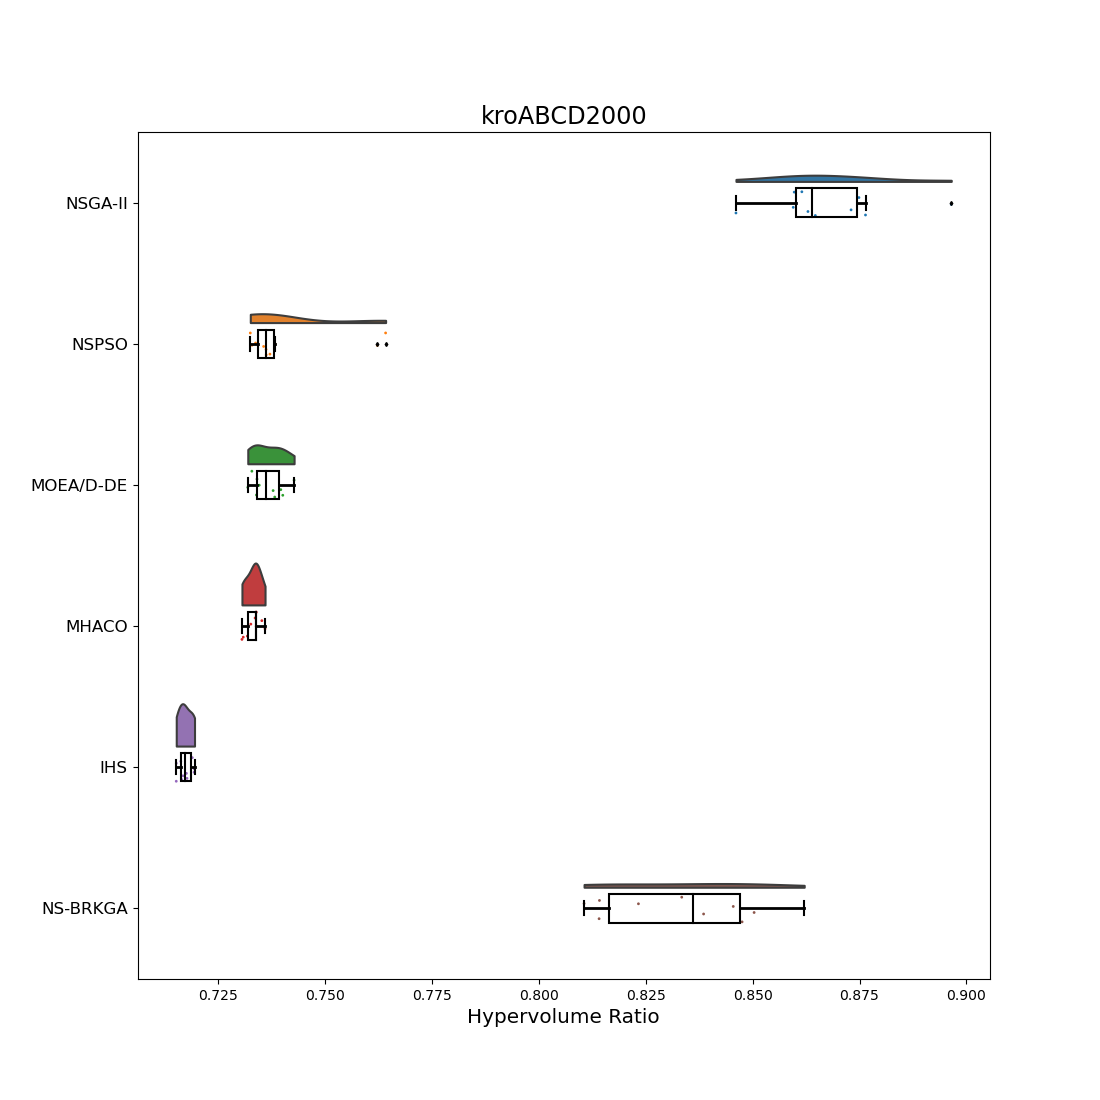 kroABCD2000
NSGA-II
NSPSO
MOEA/D-DE
MHACO
IHS
NS-BRKGA
0.725 0.750 0.775 0.800 0.825 0.850 0.875 0.900
Hypervolume Ratio